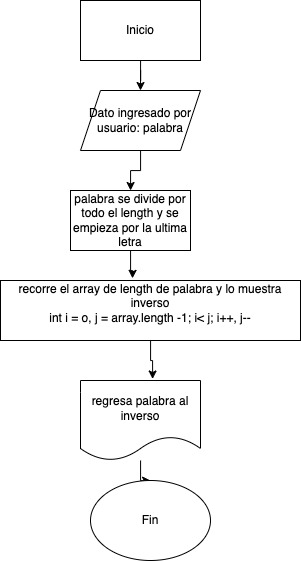 Inicio
Dato ingresado por
usuario: palabra
palabra se divide por
todo el length y se
empieza por la ultima
letra
recorre el array de length de palabra y lo muestra
inverso
int i = o, j = array.length -1; i< j; i++, j--
regresa palabra al
inverso
Fin